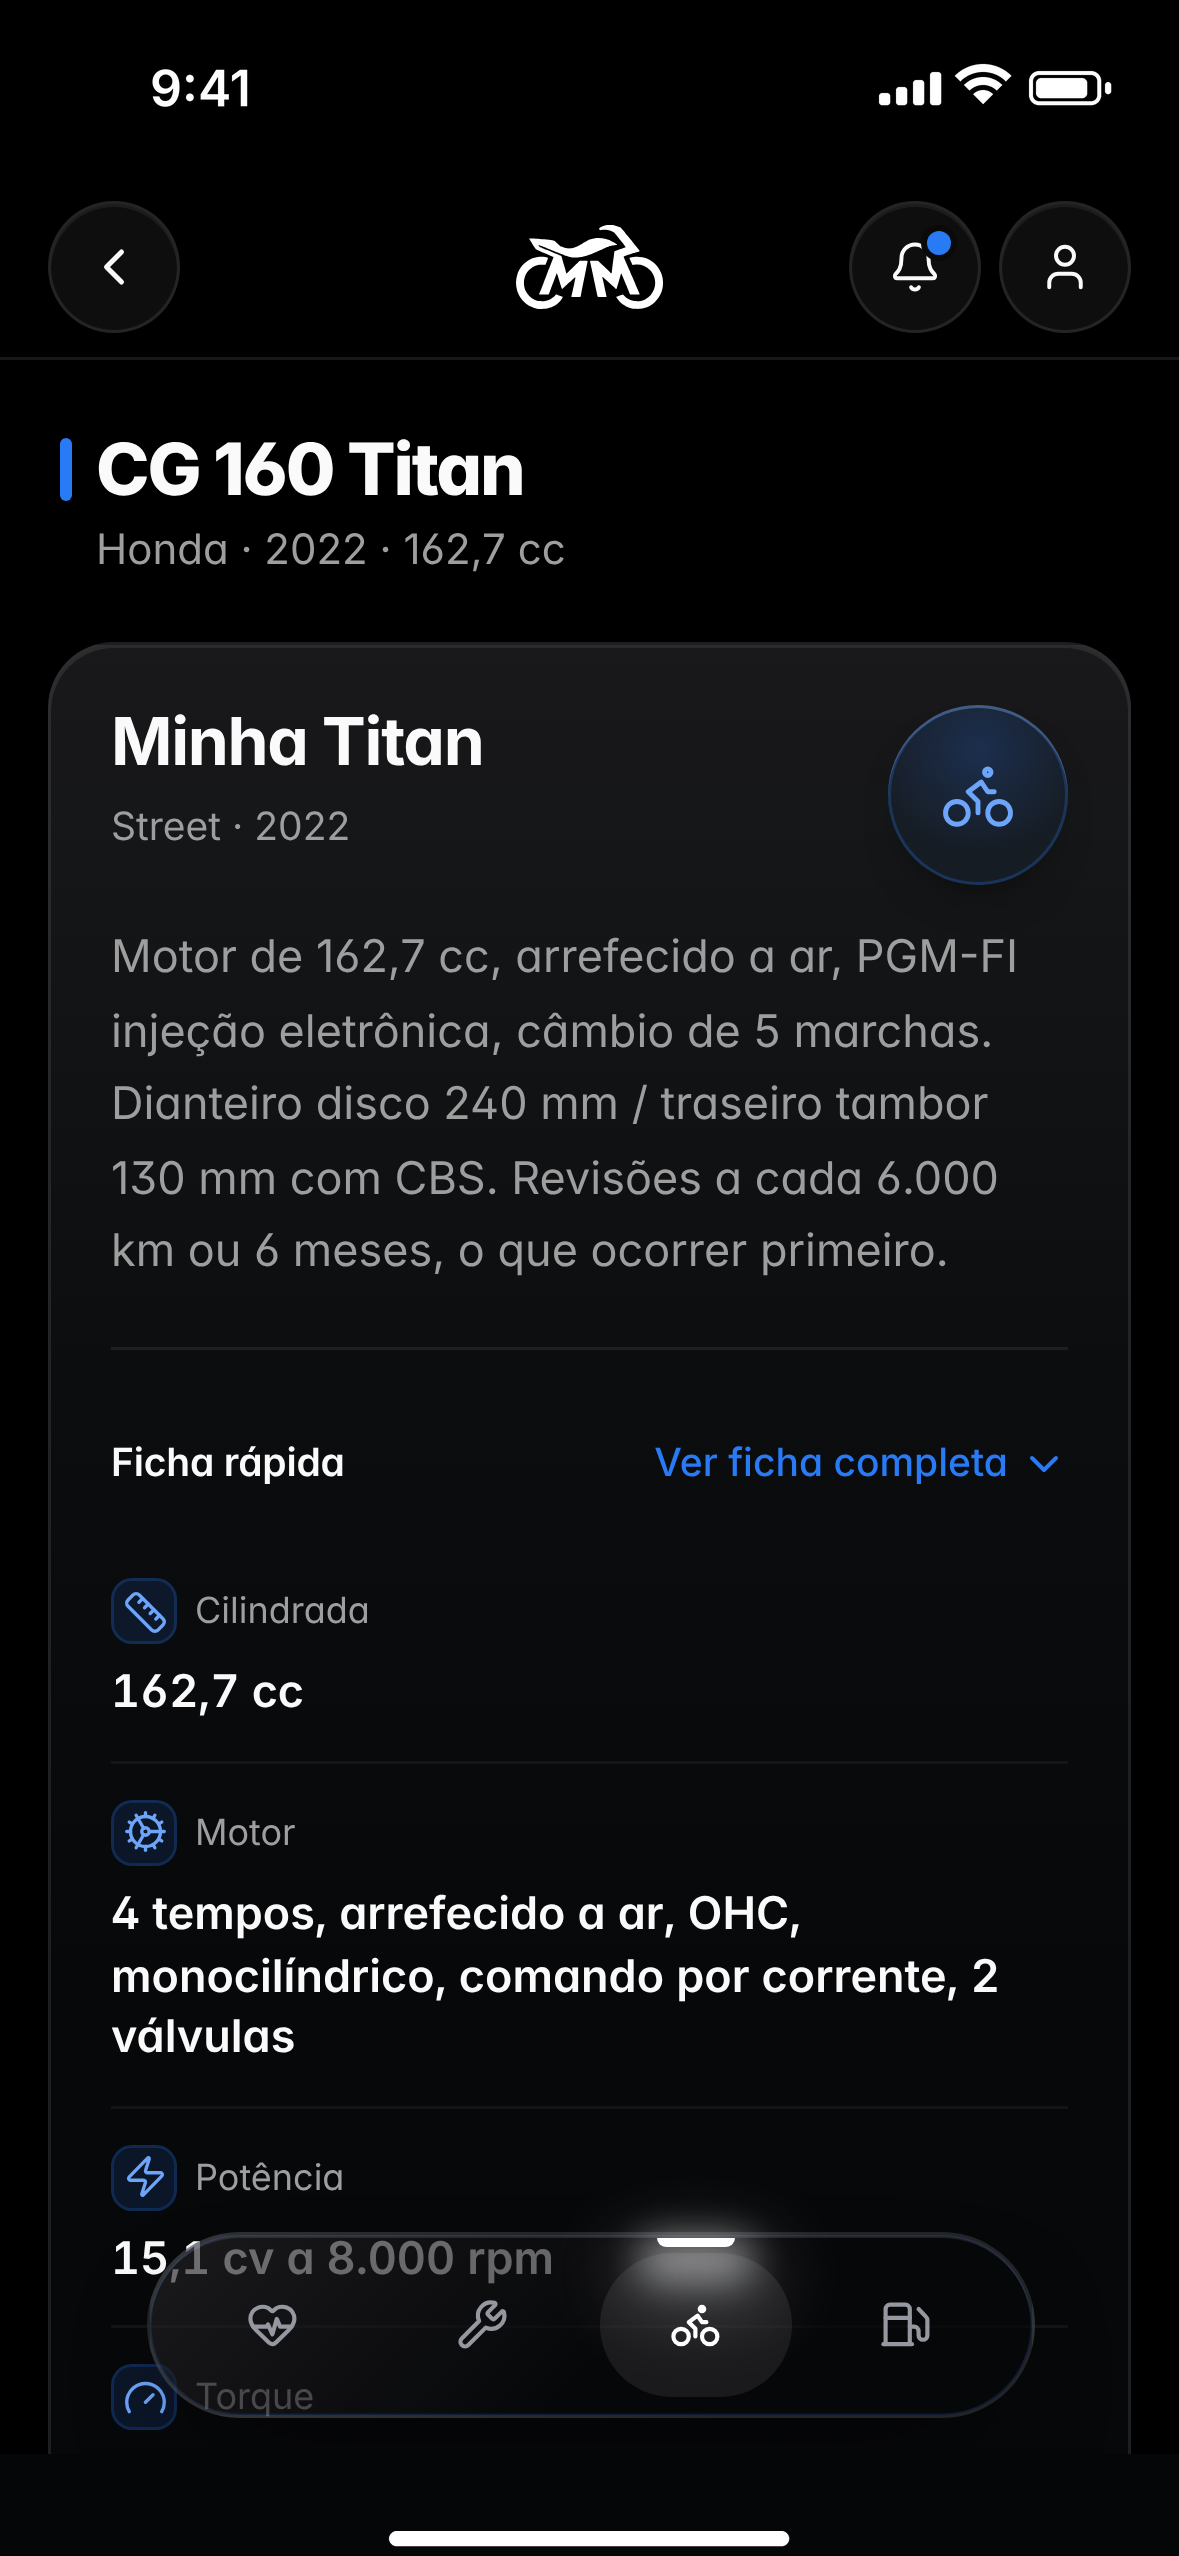 9:41
MM
CG 160 Titan
Honda · 2022 · 162,7 cc
Minha Titan
Street · 2022
Motor de 162,7 cc, arrefecido a ar, PGM-FI
injeção eletrônica, câmbio de 5 marchas.
Dianteiro disco 240 mm / traseiro tambor
130 mm com CBS. Revisões a cada 6.000
km ou 6 meses, o que ocorrer primeiro.
Ficha rápida
Ver ficha completa
Cilindrada
162,7 cc
Motor
4 tempos, arrefecido a ar, OHC,
monocilíndrico, comando por corrente, 2
válvulas
Potência
15,1 cv a 8.000 rpm
Torque